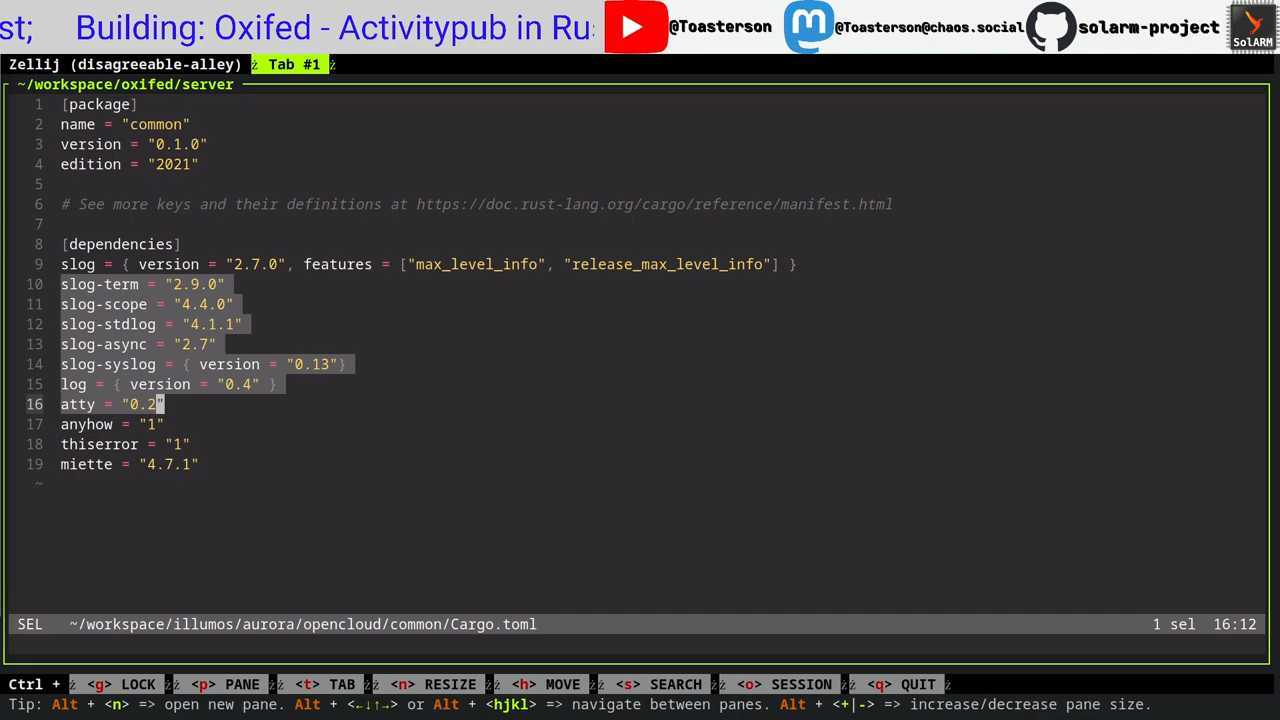 st;    Building: Oxifed - Activitypub in Rus
@Toasterson
@Toasterson@chaos.social
solarm-project
SolARM
Zellij (disagreeable-alley)  Tab #1
~/workspace/oxifed/server
1 [package]
2 name = "common"
3 version = "0.1.0"
4 edition = "2021"
5
6 # See more keys and their definitions at https://doc.rust-lang.org/cargo/reference/manifest.html
7
8 [dependencies]
9 slog = { version = "2.7.0", features = ["max_level_info", "release_max_level_info"] }
10 slog-term = "2.9.0"
11 slog-scope = "4.4.0"
12 slog-stdlog = "4.1.1"
13 slog-async = "2.7"
14 slog-syslog = { version = "0.13"}
15 log = { version = "0.4" }
16 atty = "0.2"
17 anyhow = "1"
18 thiserror = "1"
19 miette = "4.7.1"
~
SEL  ~/workspace/illumos/aurora/opencloud/common/Cargo.toml  1 sel  16:12
Ctrl +  <g> LOCK  <p> PANE  <t> TAB  <n> RESIZE  <h> MOVE  <s> SEARCH  <o> SESSION  <q> QUIT
Tip: Alt + <n> => open new pane. Alt + <←↓↑→> or Alt + <hjkl> => navigate between panes. Alt + <+|-> => increase/decrease pane size.